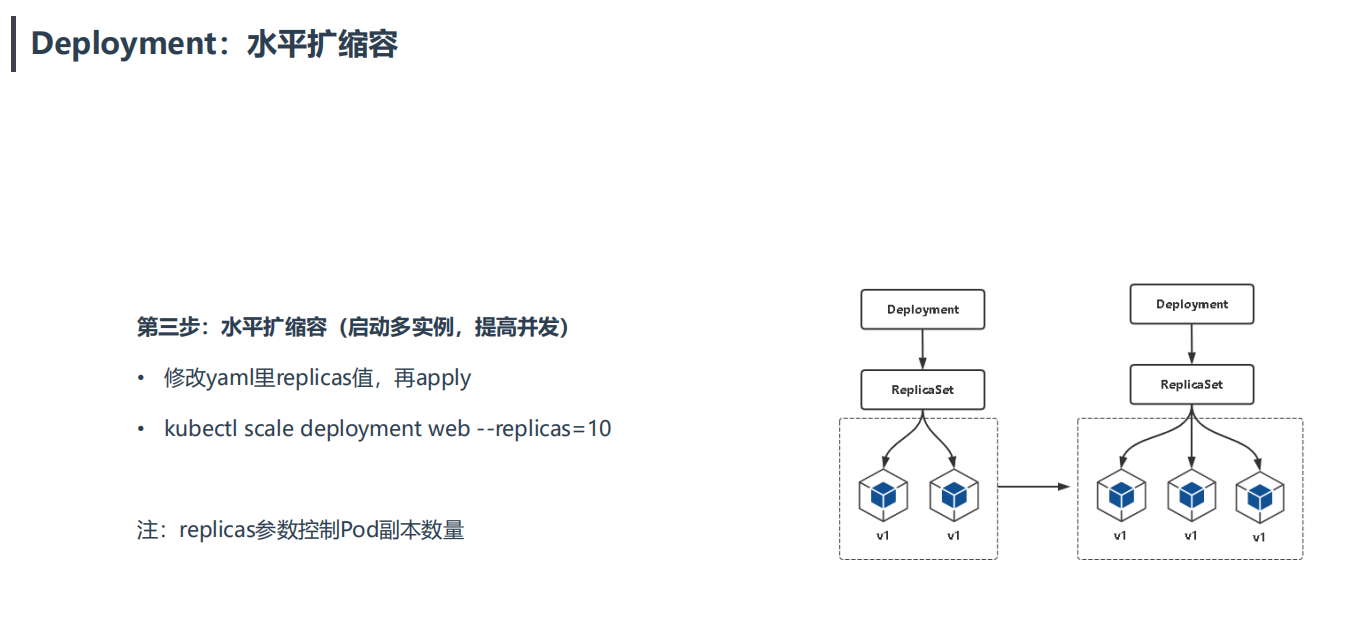 Deployment：水平扩缩容
第三步：水平扩缩容（启动多实例，提高并发）
• 修改yaml里replicas值，再apply
• kubectl scale deployment web --replicas=10
注：replicas参数控制Pod副本数量
Deployment
ReplicaSet
v1 v1
Deployment
ReplicaSet
v1 v1 v1